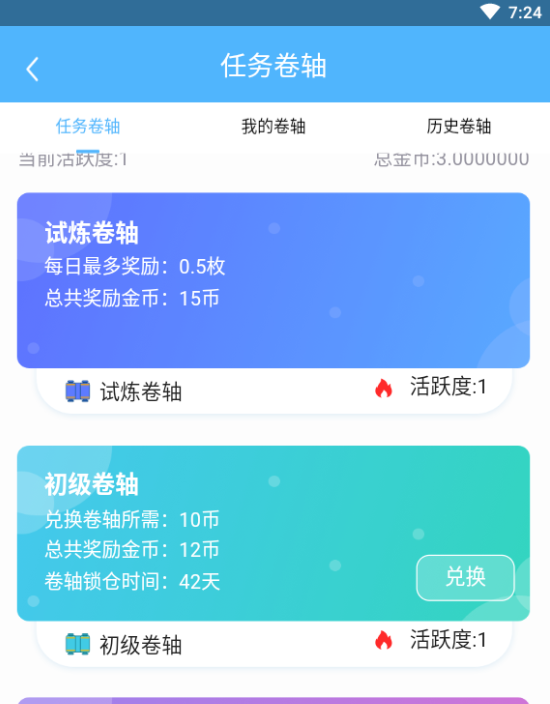 7:24
任务卷轴
任务卷轴 我的卷轴 历史卷轴
当前活跃度:1 总金币:3.0000000
试炼卷轴
每日最多奖励：0.5枚
总共奖励金币：15币
试炼卷轴 活跃度:1
初级卷轴
兑换卷轴所需：10币
总共奖励金币：12币
卷轴锁仓时间：42天
兑换
初级卷轴 活跃度:1